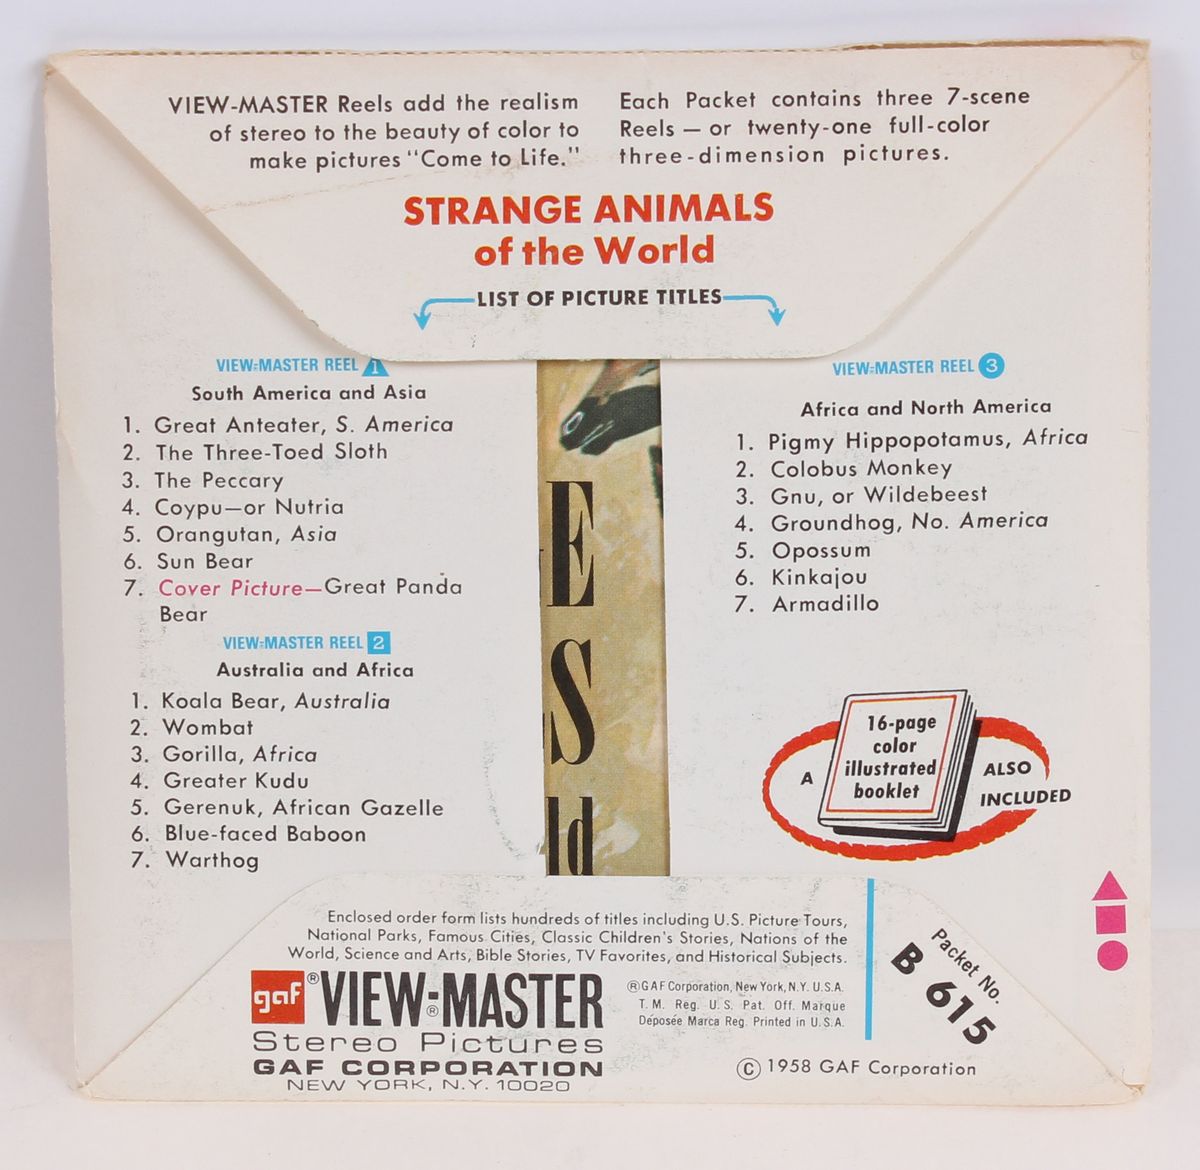 VIEW-MASTER Reels add the realism
of stereo to the beauty of color to
make pictures "Come to Life."
Each Packet contains three 7-scene
Reels — or twenty-one full-color
three-dimension pictures.
STRANGE ANIMALS
of the World
LIST OF PICTURE TITLES
VIEW-MASTER REEL 1
South America and Asia
1. Great Anteater, S. America
2. The Three-Toed Sloth
3. The Peccary
4. Coypu—or Nutria
5. Orangutan, Asia
6. Sun Bear
7. Cover Picture—Great Panda
Bear
VIEW-MASTER REEL 2
Australia and Africa
1. Koala Bear, Australia
2. Wombat
3. Gorilla, Africa
4. Greater Kudu
5. Gerenuk, African Gazelle
6. Blue-faced Baboon
7. Warthog
E
S
ld
VIEW-MASTER REEL 3
Africa and North America
1. Pigmy Hippopotamus, Africa
2. Colobus Monkey
3. Gnu, or Wildebeest
4. Groundhog, No. America
5. Opossum
6. Kinkajou
7. Armadillo
A
16-page
color
illustrated
booklet
ALSO
INCLUDED
Enclosed order form lists hundreds of titles including U.S. Picture Tours,
National Parks, Famous Cities, Classic Children's Stories, Nations of the
World, Science and Arts, Bible Stories, TV Favorites, and Historical Subjects.
gaf® VIEW-MASTER®
Stereo Pictures
GAF CORPORATION
NEW YORK, N.Y. 10020
®GAF Corporation, New York, N.Y. U.S.A.
T. M. Reg. U. S. Pat. Off. Marque
Déposée Marca Reg. Printed in U.S.A.
Packet No.
B 615
© 1958 GAF Corporation